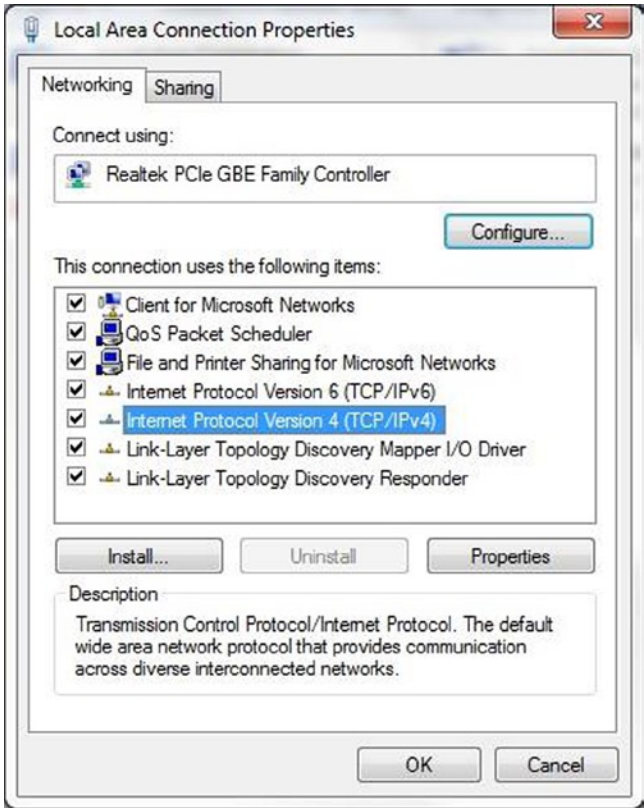 Local Area Connection Properties
Networking
Sharing
Connect using:
Realtek PCIe GBE Family Controller
Configure...
This connection uses the following items:
Client for Microsoft Networks
QoS Packet Scheduler
File and Printer Sharing for Microsoft Networks
Internet Protocol Version 6 (TCP/IPv6)
Internet Protocol Version 4 (TCP/IPv4)
Link-Layer Topology Discovery Mapper I/O Driver
Link-Layer Topology Discovery Responder
Install...
Uninstall
Properties
Description
Transmission Control Protocol/Internet Protocol. The default
wide area network protocol that provides communication
across diverse interconnected networks.
OK
Cancel